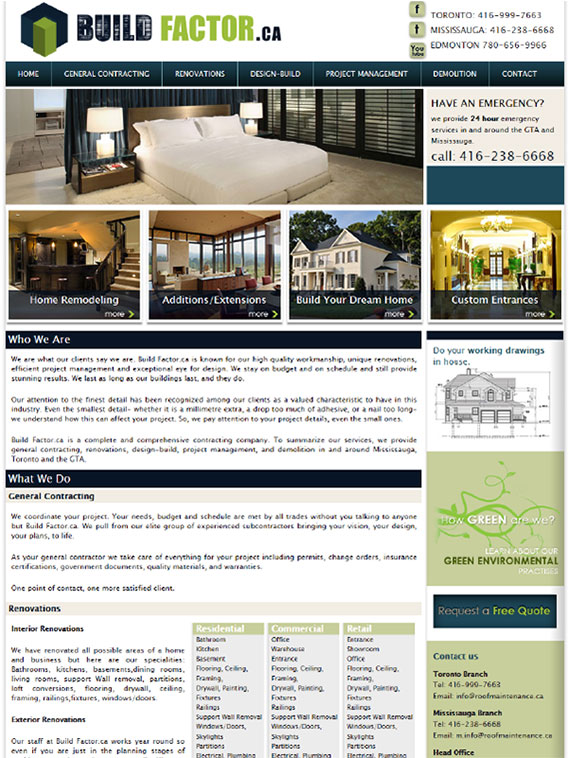 BUILD FACTOR.CA
f
t
You Tube
TORONTO: 416-999-7663
MISSISSAUGA: 416-238-6668
EDMONTON 780-656-9966
HOME
GENERAL CONTRACTING
RENOVATIONS
DESIGN-BUILD
PROJECT MANAGEMENT
DEMOLITION
CONTACT
HAVE AN EMERGENCY?
we provide 24 hour emergency
services in and around the GTA and
Mississauga.
call: 416-238-6668
Home Remodeling
more
Additions/Extensions
more
Build Your Dream Home
more
Custom Entrances
more
Who We Are
We are what our clients say we are. Build Factor.ca is known for our high quality workmanship, unique renovations,
efficient project management and exceptional eye for design. We stay on budget and on schedule and still provide
stunning results. We last as long as our buildings last, and they do.
Our attention to the finest detail has been recognized among our clients as a valued characteristic to have in this
industry. Even the smallest detail- whether it is a millimetre extra, a drop too much of adhesive, or a nail too long-
we understand how this can affect your project. So, we pay attention to your project details, even the small ones.
Build Factor.ca is a complete and comprehensive contracting company. To summarize our services, we provide
general contracting, renovations, design-build, project management, and demolition in and around Mississauga,
Toronto and the GTA.
What We Do
General Contracting
We coordinate your project. Your needs, budget and schedule are met by all trades without you talking to anyone
but Build Factor.ca. We pull from our elite group of experienced subcontractors bringing your vision, your design,
your plans, to life.
As your general contractor we take care of everything for your project including permits, change orders, insurance
certifications, government documents, quality materials, and warranties.
One point of contact, one more satisfied client.
Renovations
Interior Renovations
We have renovated all possible areas of a home
and business but here are our specialities:
Bathrooms, kitchens, basements,dining rooms,
living rooms, support Wall removal, partitions,
loft conversions, flooring, drywall, ceiling,
framing, railings,fixtures, windows/doors.
Exterior Renovations
Our staff at Build Factor.ca works year round so
even if you are just in the planning stages of
Residential
Bathroom
Kitchen
Basement
Flooring, Ceiling,
Framing,
Drywall, Painting,
Fixtures
Railings
Support Wall Removal
Windows/Doors,
Skylights
Partitions
Electrical, Plumbing
Commercial
Office
Warehouse
Entrance
Flooring, Ceiling,
Framing,
Drywall, Painting,
Fixtures
Railings
Support Wall Removal
Windows/Doors,
Skylights
Partitions
Electrical, Plumbing
Retail
Entrance
Showroom
Office
Flooring, Ceiling,
Framing,
Drywall, Painting,
Fixtures
Railings
Support Wall Removal
Windows/Doors,
Skylights
Partitions
Electrical, Plumbing
Do your working drawings
in house.
How GREEN are we?
LEARN ABOUT OUR
GREEN ENVIRONMENTAL
PRACTISES
Request a Free Quote
Contact us
Toronto Branch
Tel: 416-999-7663
Email: info@roofmaintenance.ca
Mississauga Branch
Tel: 416-238-6668
Email: m.info@roofmaintenance.ca
Head Office